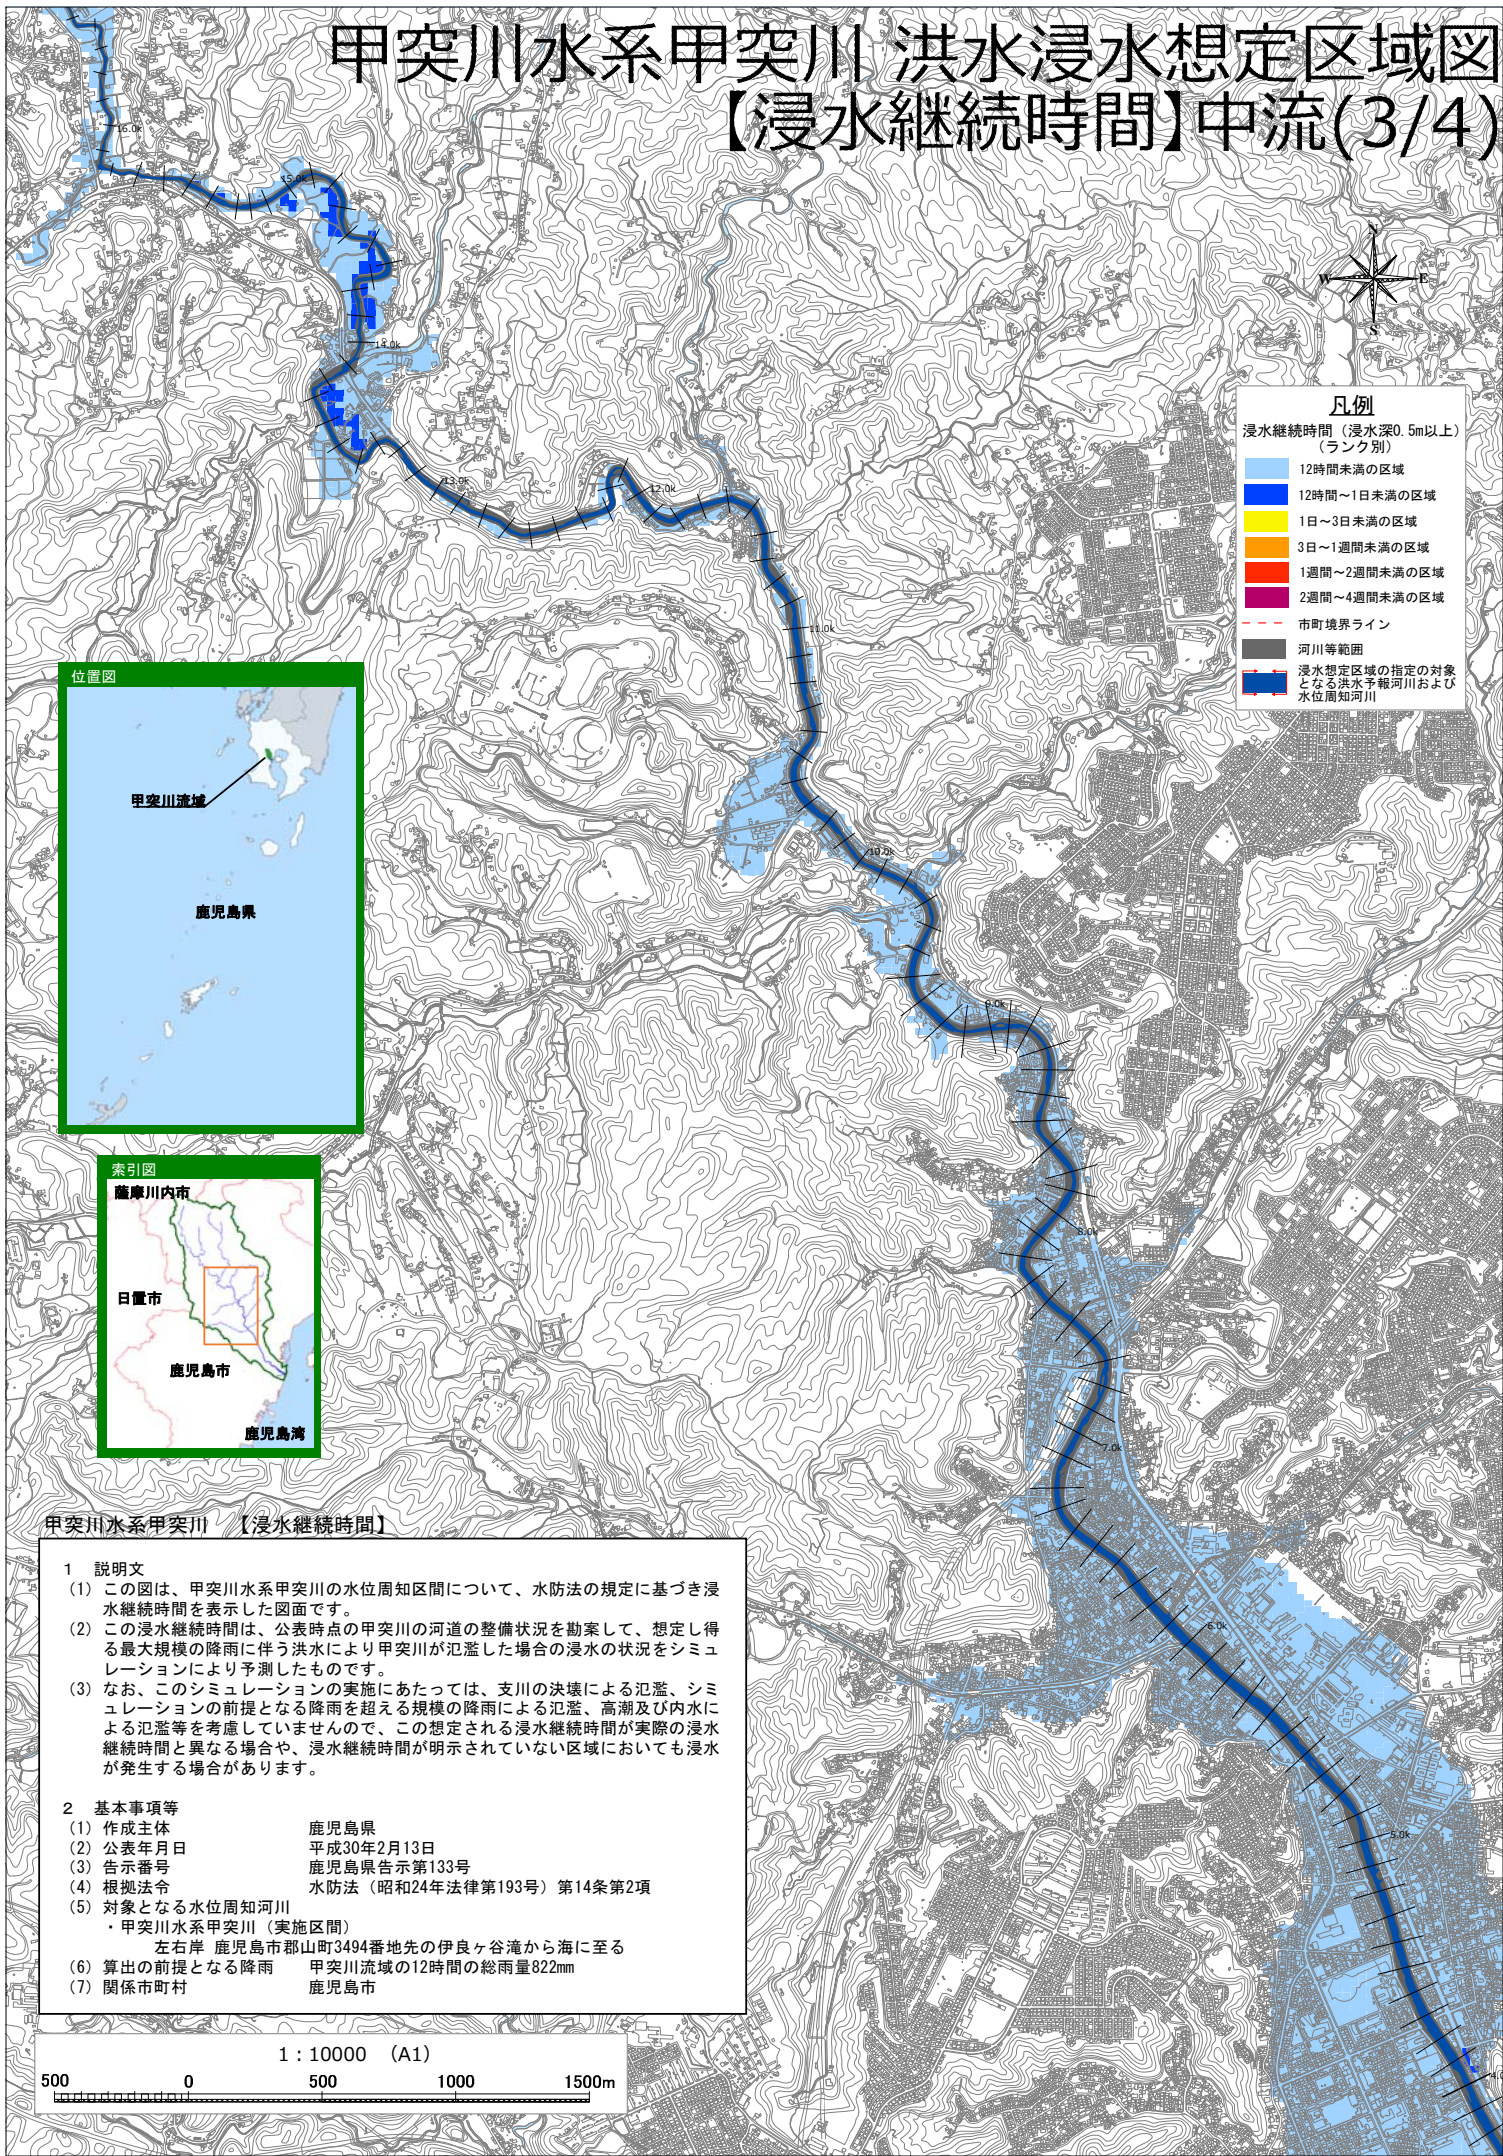 甲突川水系甲突川 洪水浸水想定区域図
【浸水継続時間】中流(3/4)
16.0k
15.0k
14.0k
13.0k
12.0k
11.0k
10.0k
9.0k
8.0k
7.0k
6.0k
5.0k
N
W
E
S
凡例
浸水継続時間（浸水深0.5m以上）
（ランク別）
12時間未満の区域
12時間～1日未満の区域
1日～3日未満の区域
3日～1週間未満の区域
1週間～2週間未満の区域
2週間～4週間未満の区域
市町境界ライン
河川等範囲
浸水想定区域の指定の対象
となる洪水予報河川および
水位周知河川
位置図
甲突川流域
鹿児島県
索引図
薩摩川内市
日置市
鹿児島市
鹿児島湾
甲突川水系甲突川 【浸水継続時間】
1 説明文
(1) この図は、甲突川水系甲突川の水位周知区間について、水防法の規定に基づき浸
水継続時間を表示した図面です。
(2) この浸水継続時間は、公表時点の甲突川の河道の整備状況を勘案して、想定し得
る最大規模の降雨に伴う洪水により甲突川が氾濫した場合の浸水の状況をシミュ
レーションにより予測したものです。
(3) なお、このシミュレーションの実施にあたっては、支川の決壊による氾濫、シミ
ュレーションの前提となる降雨を超える規模の降雨による氾濫、高潮及び内水に
よる氾濫等を考慮していませんので、この想定される浸水継続時間が実際の浸水
継続時間と異なる場合や、浸水継続時間が明示されていない区域においても浸水
が発生する場合があります。
2 基本事項等
(1) 作成主体 鹿児島県
(2) 公表年月日 平成30年2月13日
(3) 告示番号 鹿児島県告示第133号
(4) 根拠法令 水防法（昭和24年法律第193号）第14条第2項
(5) 対象となる水位周知河川
・甲突川水系甲突川（実施区間）
左右岸 鹿児島市郡山町3494番地先の伊良ヶ谷滝から海に至る
(6) 算出の前提となる降雨 甲突川流域の12時間の総雨量822mm
(7) 関係市町村 鹿児島市
1：10000 （A1）
500 0 500 1000 1500m